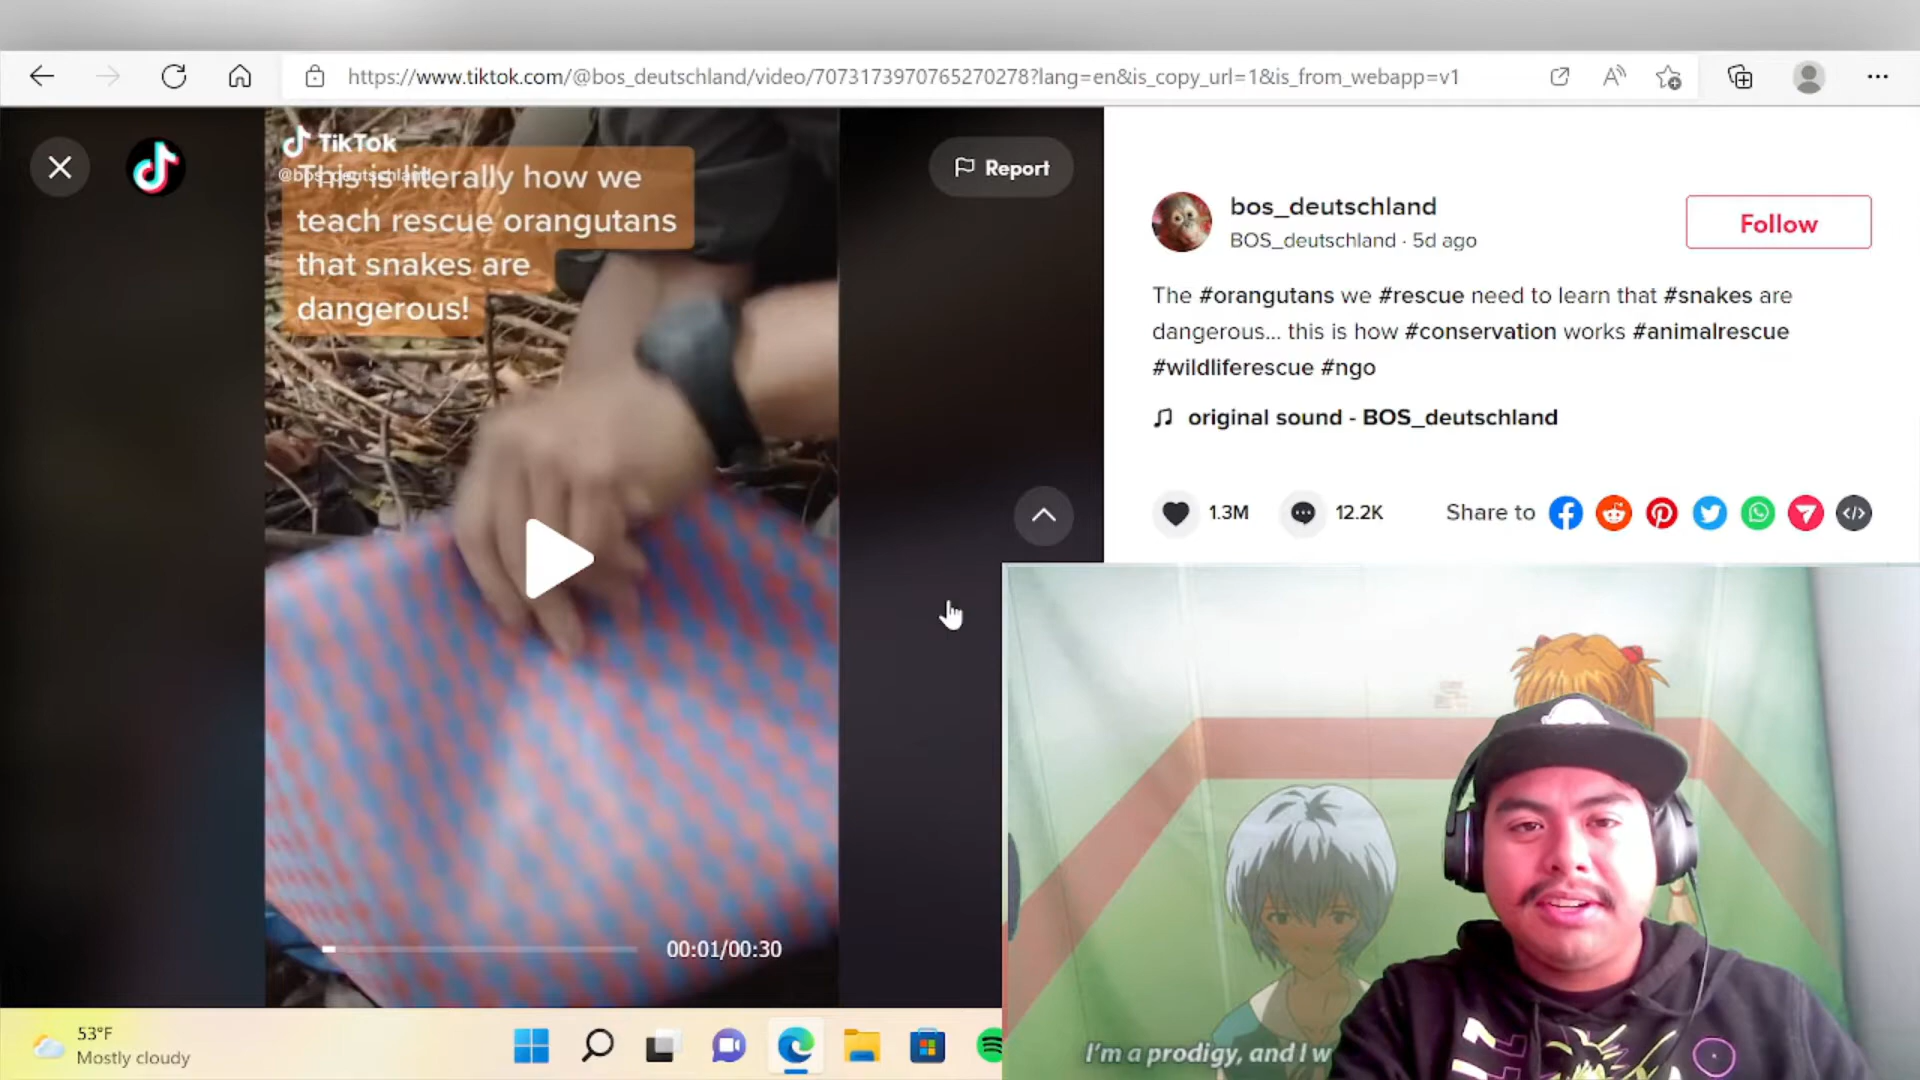 https://www.tiktok.com/@bos_deutschland/video/7073173970765270278?lang=en&is_copy_url=1&is_from_webapp=v1
TikTok
@bos_deutschland
This is literally how we
teach rescue orangutans
that snakes are
dangerous!
Report
bos_deutschland
BOS_deutschland · 5d ago
Follow
The #orangutans we #rescue need to learn that #snakes are
dangerous... this is how #conservation works #animalrescue
#wildliferescue #ngo
original sound - BOS_deutschland
1.3M
12.2K
Share to
00:01/00:30
53°F
Mostly cloudy
I'm a prodigy, and I w